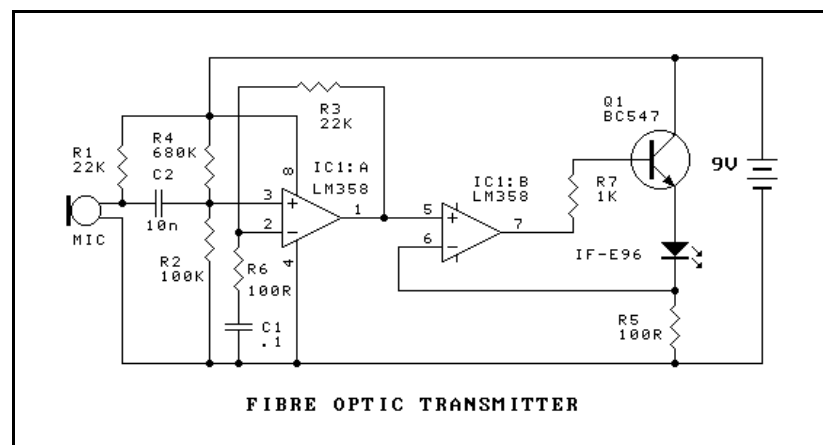 R3
22K
Q1
BC547
R1
22K
R4
680K
C2
10n
MIC
R2
100K
8
IC1:A
LM358
3
2
1
4
R6
100R
C1
.1
IC1:B
LM358
5
6
7
R7
1K
9V
IF-E96
R5
100R
FIBRE OPTIC TRANSMITTER